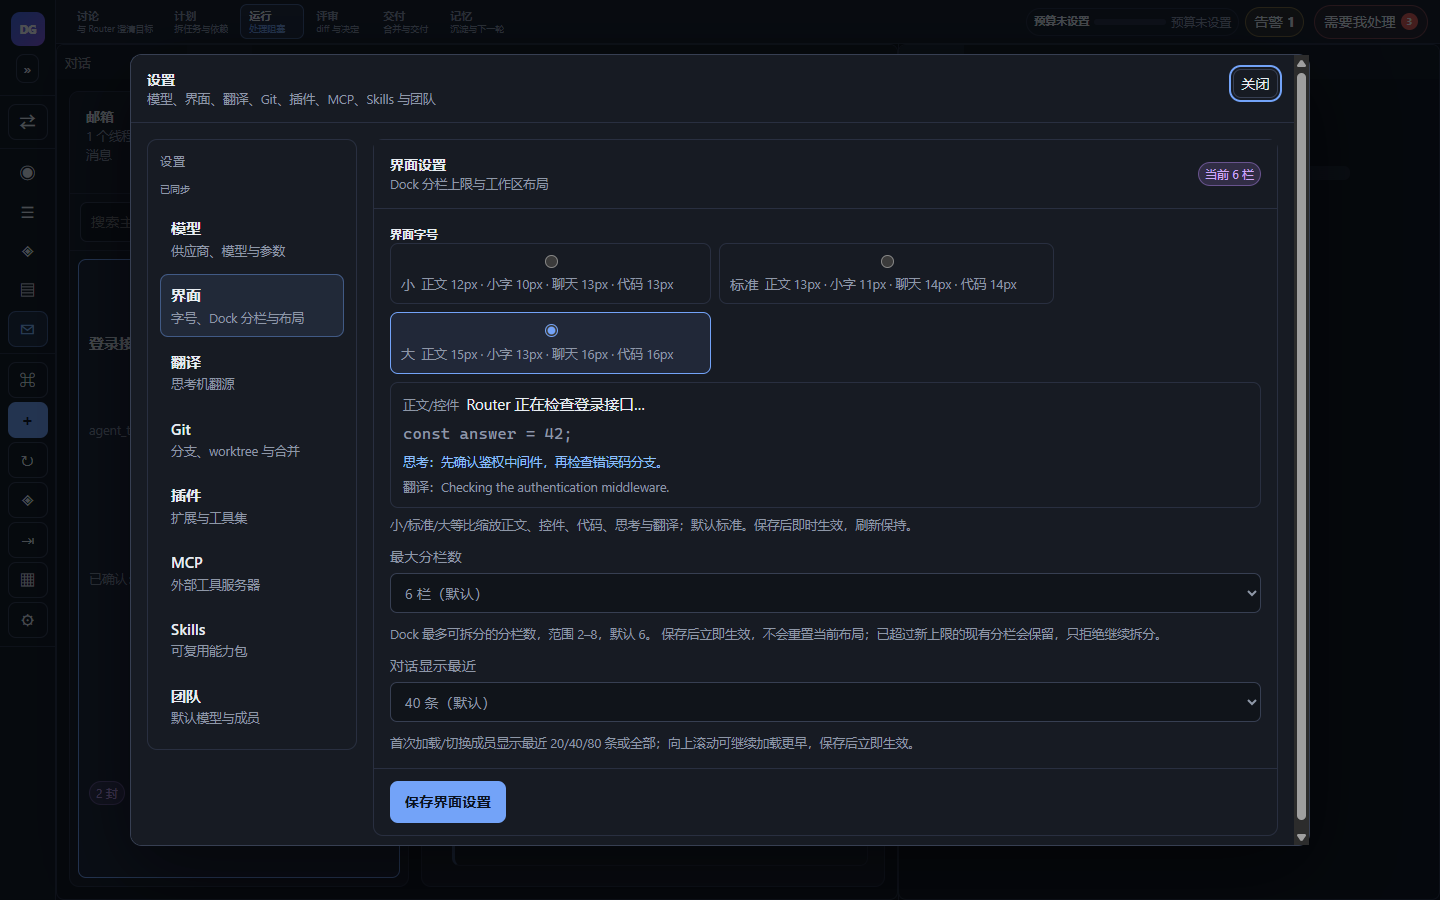 DG
讨论
与 Router 澄清目标
计划
拆任务与依赖
运行
处理阻塞
评审
diff 与决定
交付
合并与交付
记忆
沉淀与下一轮
预算未设置
预算未设置
告警 1
需要我处理 3
»
对话
邮箱
1 个线程
消息
搜索主
登录接
agent_t
已确认
2 封
设置
模型、界面、翻译、Git、插件、MCP、Skills 与团队
关闭
设置
已同步
模型
供应商、模型与参数
界面
字号、Dock 分栏与布局
翻译
思考机翻源
Git
分支、worktree 与合并
插件
扩展与工具集
MCP
外部工具服务器
Skills
可复用能力包
团队
默认模型与成员
界面设置
Dock 分栏上限与工作区布局
当前 6 栏
界面字号
小 正文 12px · 小字 10px · 聊天 13px · 代码 13px
标准 正文 13px · 小字 11px · 聊天 14px · 代码 14px
大 正文 15px · 小字 13px · 聊天 16px · 代码 16px
正文/控件 Router 正在检查登录接口...
const answer = 42;
思考：先确认鉴权中间件，再检查错误码分支。
翻译：Checking the authentication middleware.
小/标准/大等比缩放正文、控件、代码、思考与翻译；默认标准。保存后即时生效，刷新保持。
最大分栏数
6 栏（默认）
Dock 最多可拆分的分栏数，范围 2–8，默认 6。 保存后立即生效，不会重置当前布局；已超过新上限的现有分栏会保留，只拒绝继续拆分。
对话显示最近
40 条（默认）
首次加载/切换成员显示最近 20/40/80 条或全部；向上滚动可继续加载更早，保存后立即生效。
保存界面设置